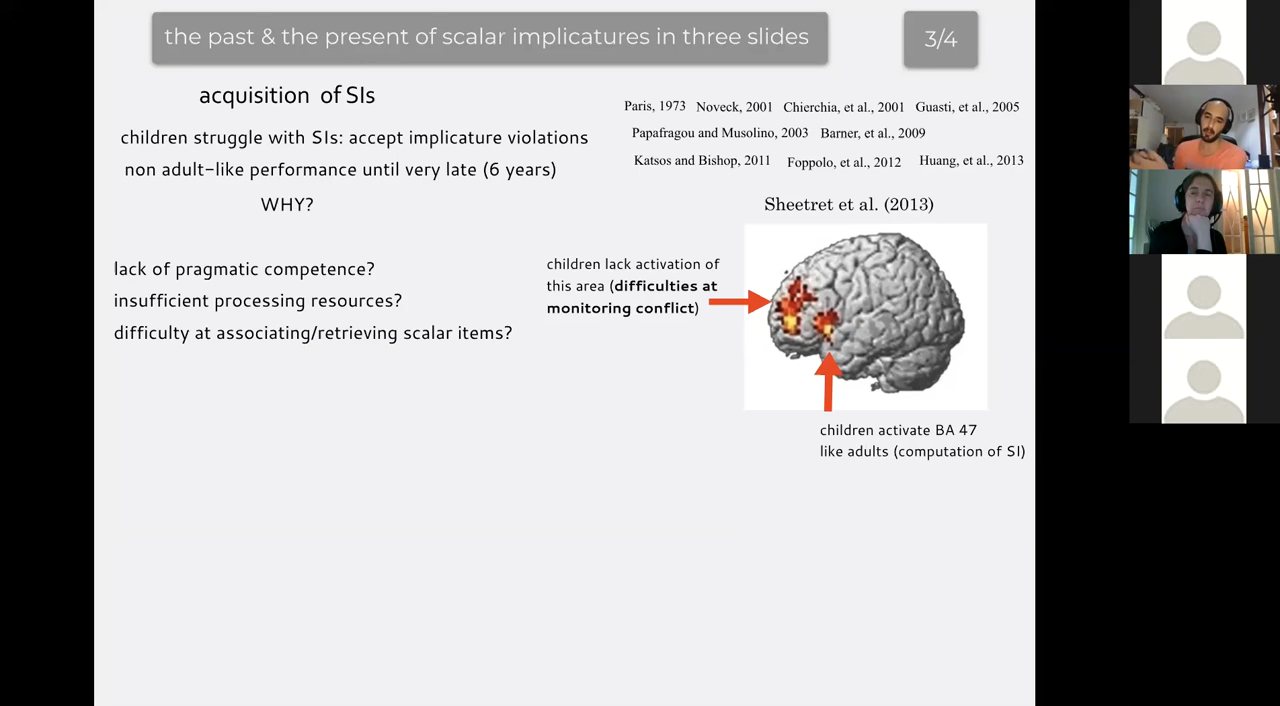 the past & the present of scalar implicatures in three slides
3/4
acquisition of SIs
children struggle with SIs: accept implicature violations
non adult-like performance until very late (6 years)
WHY?
lack of pragmatic competence?
insufficient processing resources?
difficulty at associating/retrieving scalar items?
Paris, 1973 Noveck, 2001 Chierchia, et al., 2001 Guasti, et al., 2005
Papafragou and Musolino, 2003 Barner, et al., 2009
Katsos and Bishop, 2011 Foppolo, et al., 2012 Huang, et al., 2013
Sheetret et al. (2013)
children lack activation of
this area (difficulties at
monitoring conflict)
children activate BA 47
like adults (computation of SI)